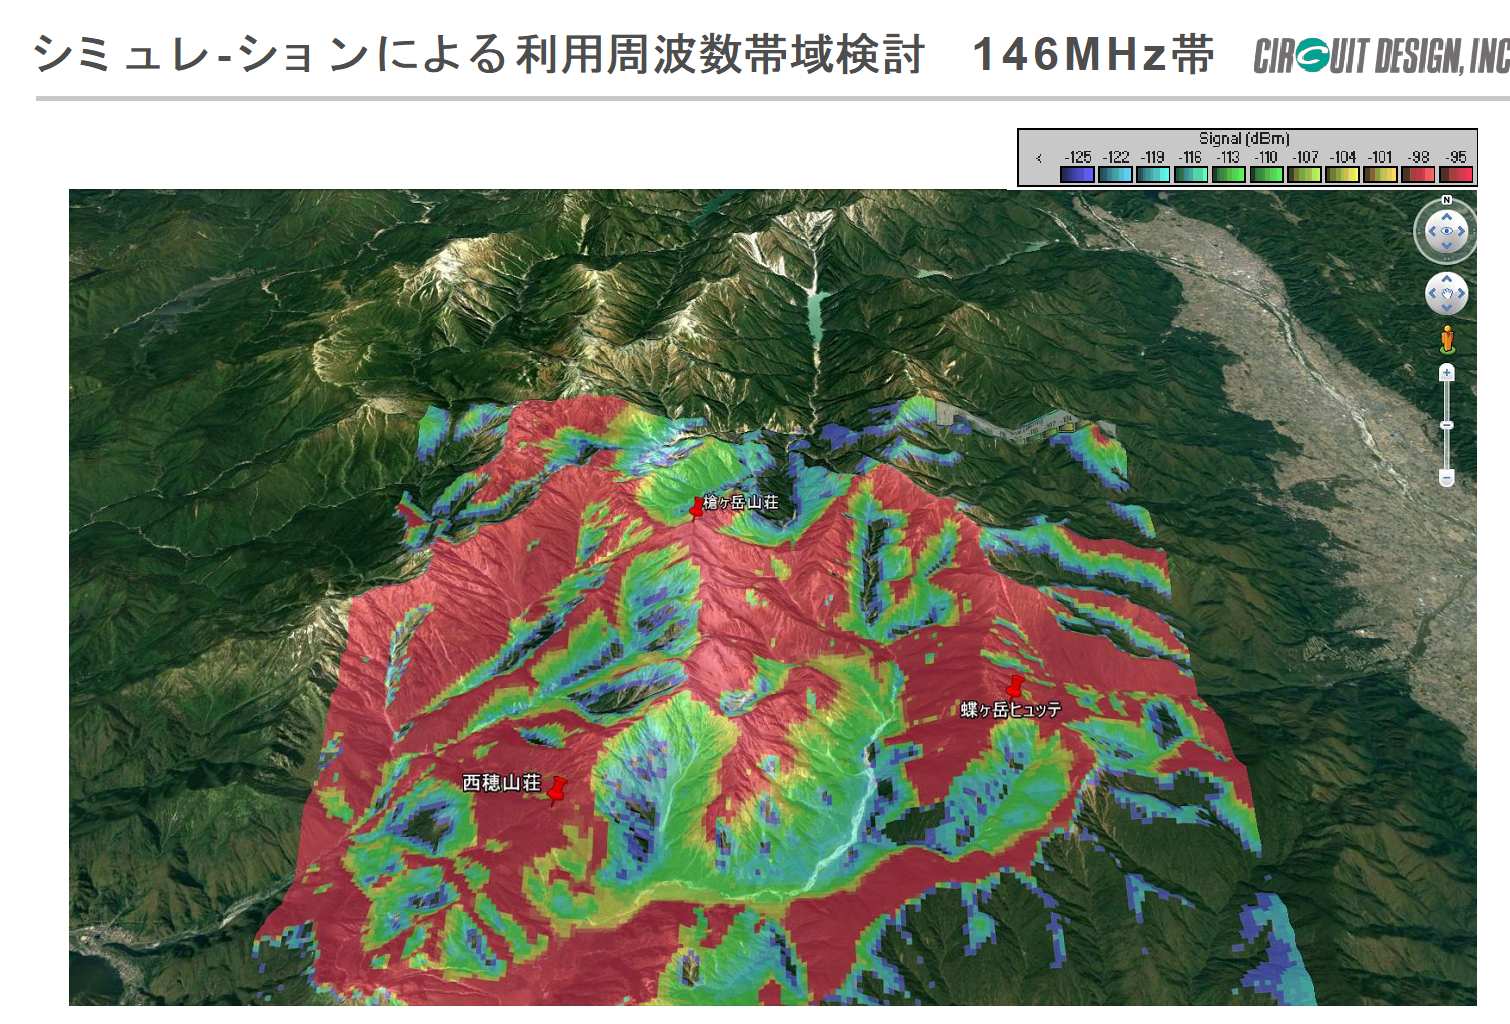 シミュレ-ションによる利用周波数帯域検討　146MHz帯
CIRCUIT DESIGN, INC
Signal (dBm)
< -125 -122 -119 -116 -113 -110 -107 -104 -101 -98 -95
N
槍ヶ岳山荘
蝶ヶ岳ヒュッテ
西穂山荘